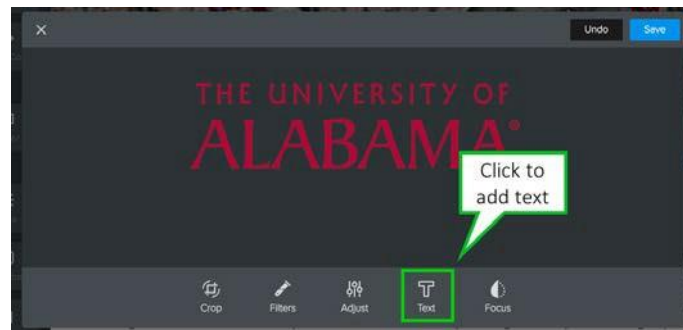 Undo
Save
THE UNIVERSITY OF
ALABAMA®
Click to
add text
Crop
Filters
Adjust
Text
Focus